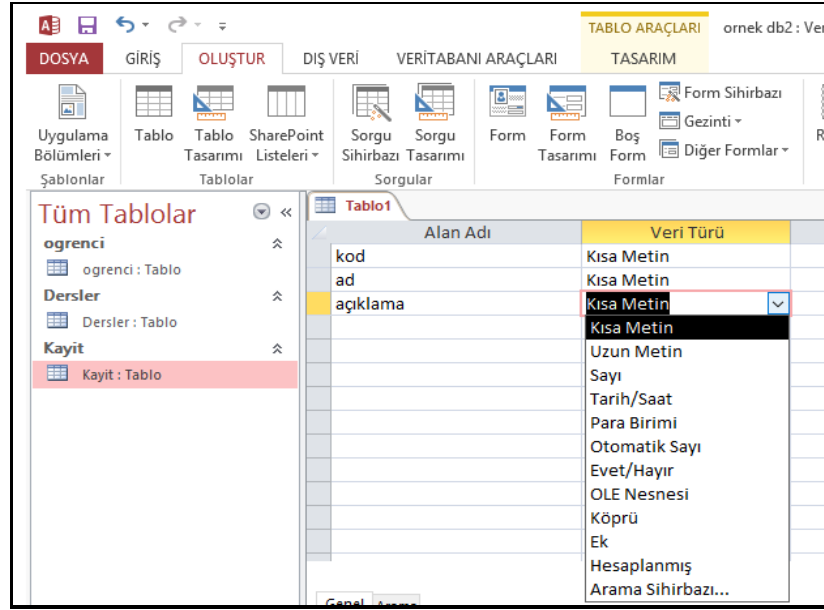 TABLO ARAÇLARI
ornek db2 : Ver
DOSYA
GİRİŞ
OLUŞTUR
DIŞ VERİ
VERİTABANI ARAÇLARI
TASARIM
Uygulama
Bölümleri
Tablo
Tablo
Tasarımı
SharePoint
Listeleri
Sorgu
Sihirbazı
Sorgu
Tasarımı
Form
Form
Tasarımı
Boş
Form
Form Sihirbazı
Gezinti
Diğer Formlar
R
Şablonlar
Tablolar
Sorgular
Formlar
Tüm Tablolar
ogrenci
ogrenci : Tablo
Dersler
Dersler : Tablo
Kayit
Kayit : Tablo
Tablo1
Alan Adı
Veri Türü
kod
Kısa Metin
ad
Kısa Metin
açıklama
Kısa Metin
Kısa Metin
Uzun Metin
Sayı
Tarih/Saat
Para Birimi
Otomatik Sayı
Evet/Hayır
OLE Nesnesi
Köprü
Ek
Hesaplanmış
Arama Sihirbazı...
Genel
Arama